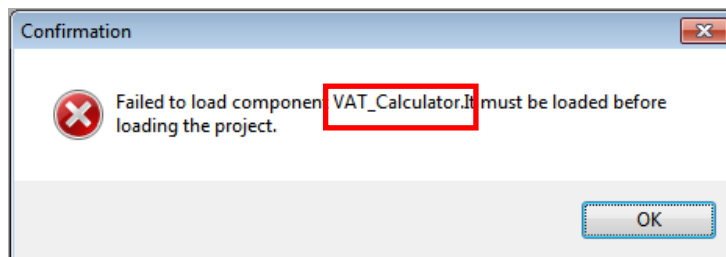 Confirmation
Failed to load component VAT_Calculator.It must be loaded before
loading the project.
OK